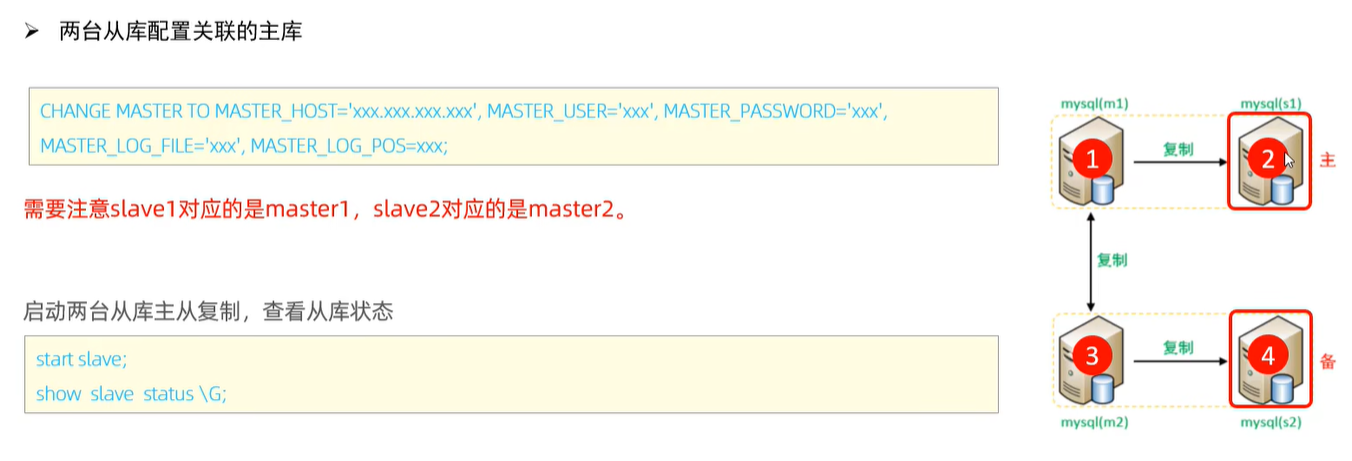 ➢ 两台从库配置关联的主库
CHANGE MASTER TO MASTER_HOST='xxx.xxx.xxx.xxx', MASTER_USER='xxx', MASTER_PASSWORD='xxx',
MASTER_LOG_FILE='xxx', MASTER_LOG_POS=xxx;
需要注意slave1对应的是master1，slave2对应的是master2。
启动两台从库主从复制，查看从库状态
start slave;
show slave status \G;
mysql(m1)
mysql(s1)
1
复制
2
主
复制
3
复制
4
备
mysql(m2)
mysql(s2)